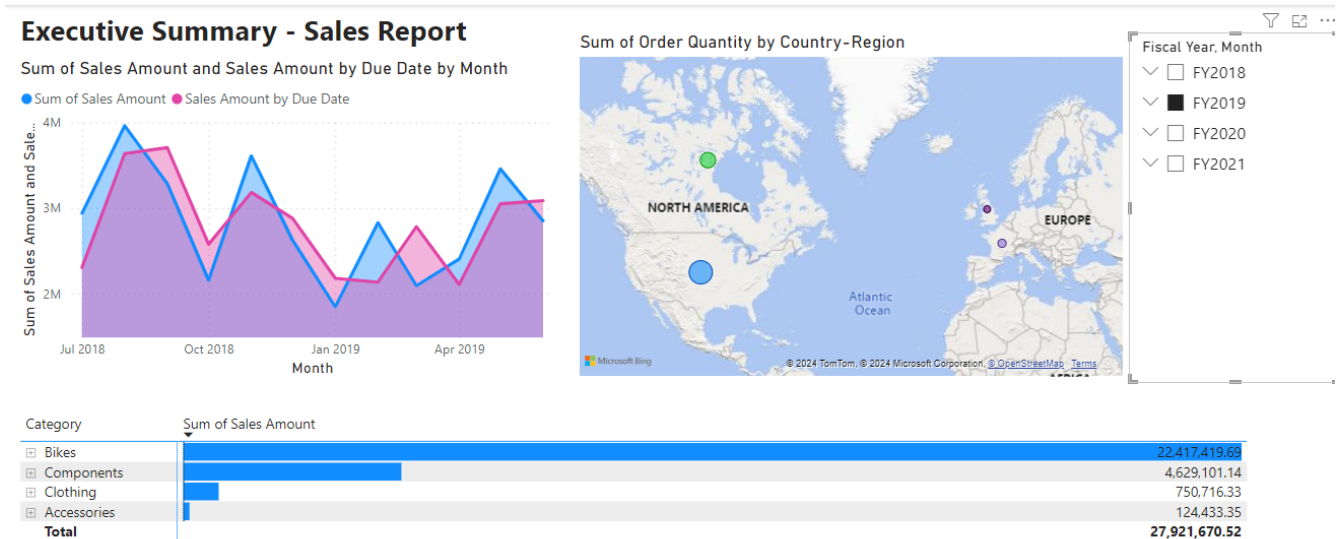 Executive Summary - Sales Report
Sum of Sales Amount and Sales Amount by Due Date by Month
Sum of Sales Amount Sales Amount by Due Date
Sum of Sales Amount and Sale...
4M
3M
2M
Jul 2018 Oct 2018 Jan 2019 Apr 2019
Month
Sum of Order Quantity by Country-Region
NORTH AMERICA
EUROPE
Atlantic
Ocean
AFRICA
Microsoft Bing
© 2024 TomTom, © 2024 Microsoft Corporation, © OpenStreetMap Terms
Fiscal Year, Month
FY2018
FY2019
FY2020
FY2021
Category Sum of Sales Amount
Bikes 22,417,419.69
Components 4,629,101.14
Clothing 750,716.33
Accessories 124,433.35
Total 27,921,670.52